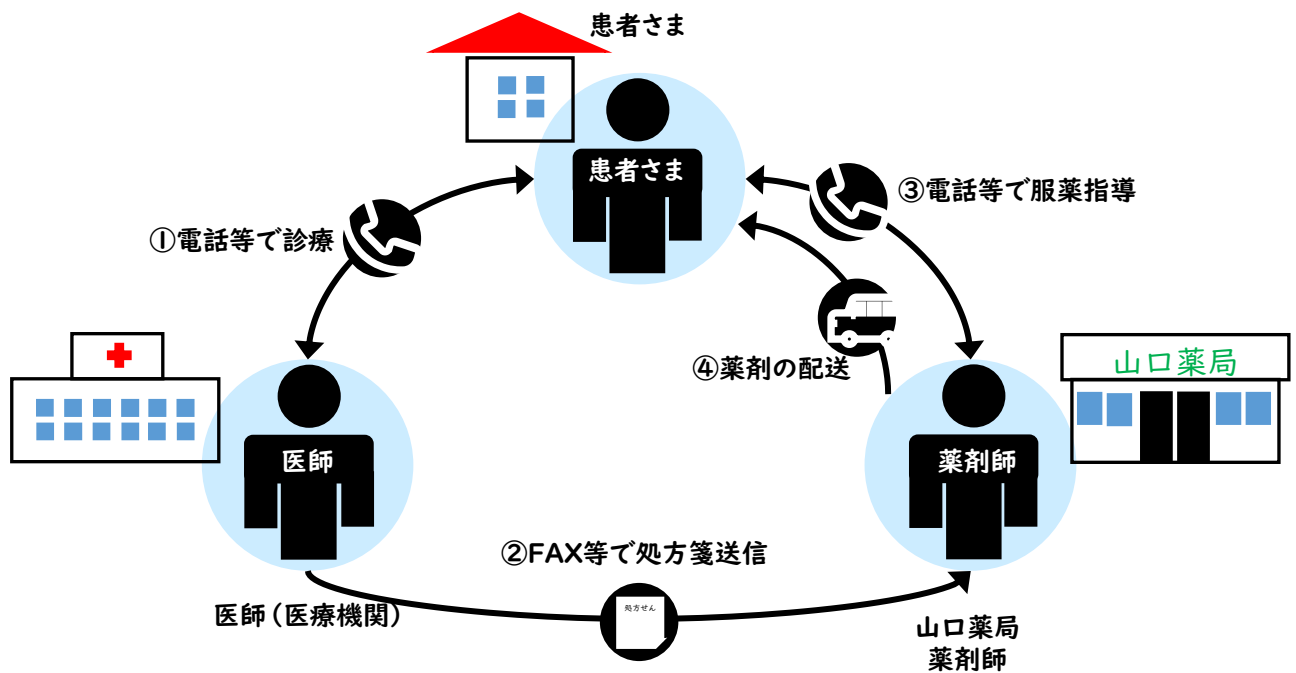 患者さま
患者さま
①電話等で診療
③電話等で服薬指導
④薬剤の配送
山口薬局
医師
薬剤師
②FAX等で処方箋送信
処方せん
医師（医療機関）
山口薬局
薬剤師